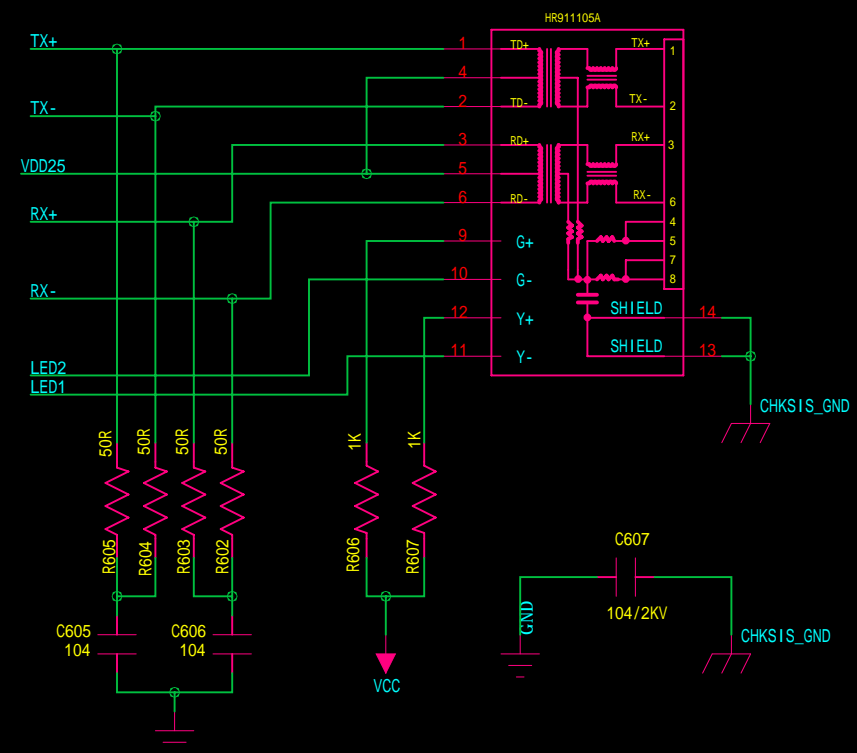 HR911105A
TX+
1
TD+
TX+
1
4
TX-
2
TD-
TX-
2
3
RD+
RX+
3
VDD25
5
RX+
6
RD-
RX-
6
4
9
G+
5
7
RX-
10
G-
8
12
Y+
SHIELD
14
11
Y-
SHIELD
13
LED2
LED1
CHKSIS_GND
50R
50R
50R
50R
1K
1K
R605
R604
R603
R602
R606
R607
C607
104/2KV
GND
CHKSIS_GND
C605
104
C606
104
VCC